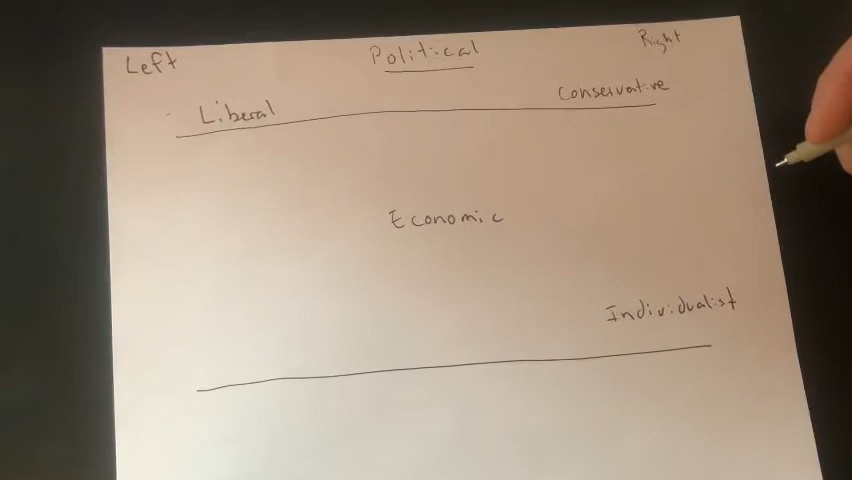 Left Political Right
Liberal Conservative
Economic
Individualist